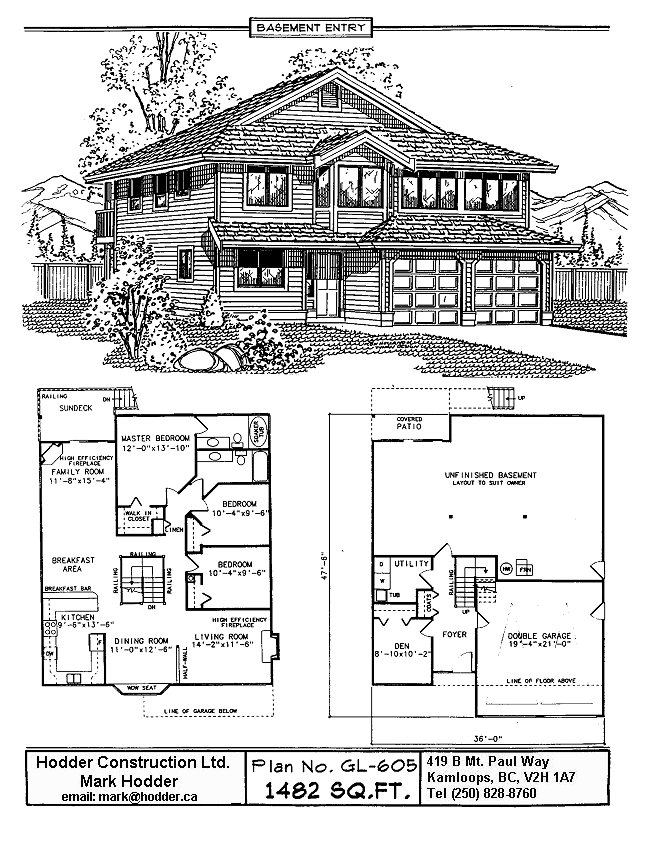 BASEMENT ENTRY
RAILING
DN
SUNDECK
MASTER BEDROOM
12'-0"x13'-10"
SOAKER
TUB
HIGH EFFICIENCY
FIREPLACE
FAMILY ROOM
11'-8"x15'-4"
WALK IN
CLOSET
LINEN
BEDROOM
10'-4"x9'-6"
BREAKFAST
AREA
RAILING
RAILING
RAILING
DN
BEDROOM
10'-4"x9'-6"
BREAKFAST BAR
KITCHEN
9'-6"x13'-6"
DW
F
DINING ROOM
11'-0"x12'-6"
HALF-WALL
HIGH EFFICIENCY
FIREPLACE
LIVING ROOM
14'-2"x11'-6"
WDW SEAT
LINE OF GARAGE BELOW
UP
COVERED
PATIO
UNFINISHED BASEMENT
LAYOUT TO SUIT OWNER
47'-6"
D
W
UTILITY
TUB
COATS
RAILING
UP
HW
FRN
DEN
8'-10x10'-2"
FOYER
DOUBLE GARAGE
19'-4"x21'-0"
LINE OF FLOOR ABOVE
36'-0"
Hodder Construction Ltd.
Mark Hodder
email: mark@hodder.ca
Plan No. GL-605
1482 SQ.FT.
419 B Mt. Paul Way
Kamloops, BC, V2H 1A7
Tel (250) 828-8760